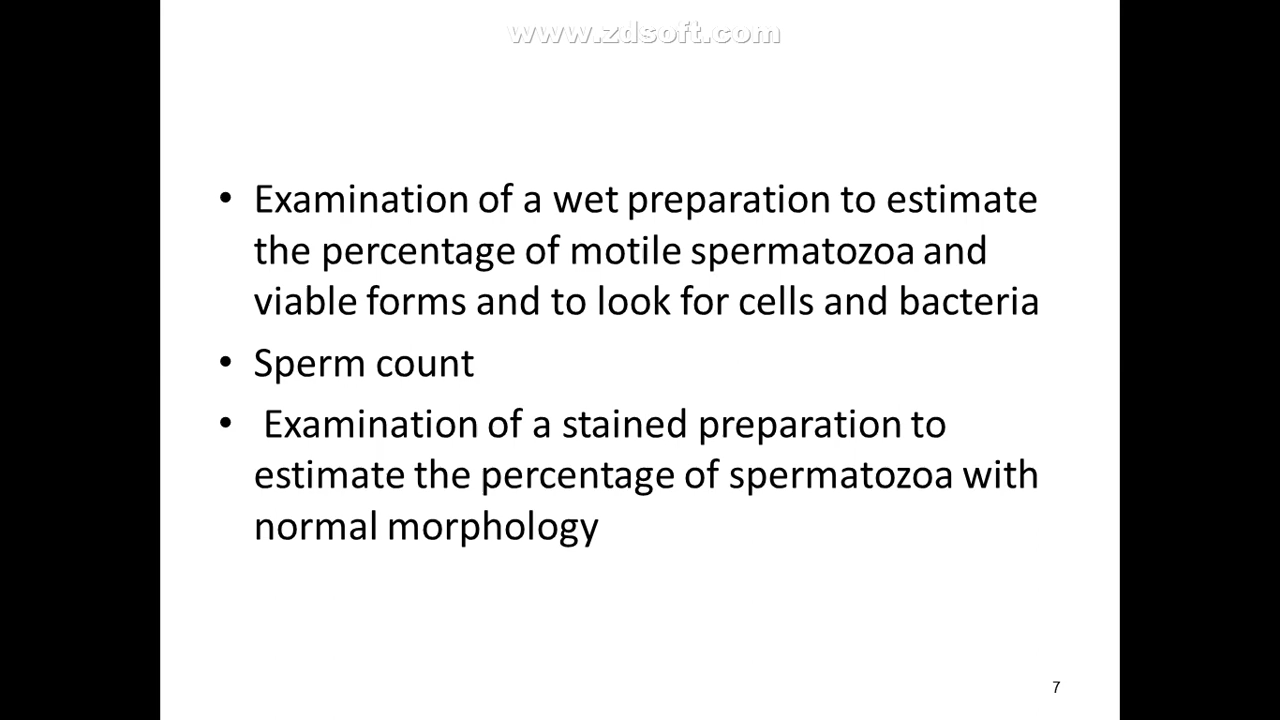 www.zdsoft.com
• Examination of a wet preparation to estimate
the percentage of motile spermatozoa and
viable forms and to look for cells and bacteria
• Sperm count
• Examination of a stained preparation to
estimate the percentage of spermatozoa with
normal morphology
7